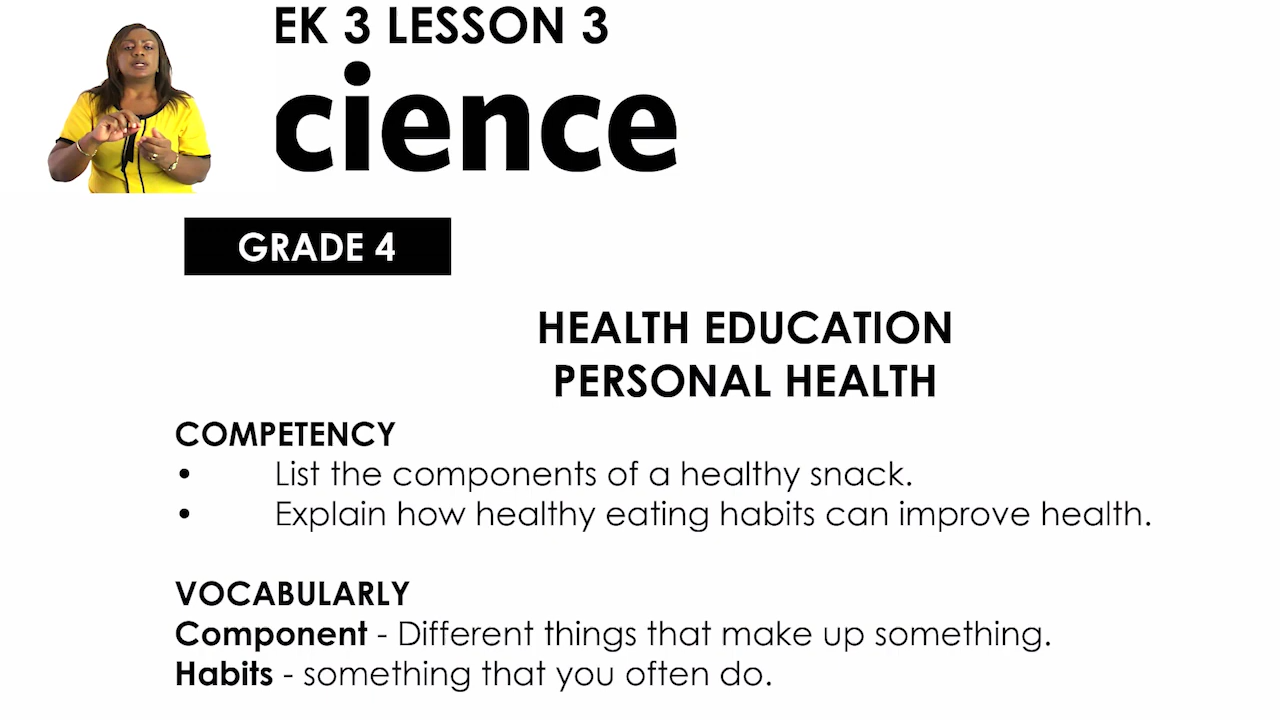 EK 3 LESSON 3
cience
GRADE 4
HEALTH EDUCATION
PERSONAL HEALTH
COMPETENCY
• List the components of a healthy snack.
• Explain how healthy eating habits can improve health.
VOCABULARLY
Component - Different things that make up something.
Habits - something that you often do.